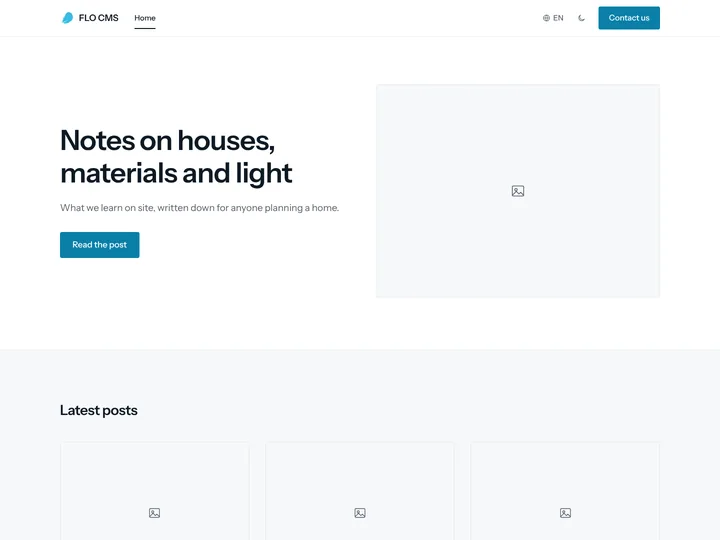 FLO CMS
Home
EN
Contact us
Notes on houses,
materials and light
What we learn on site, written down for anyone planning a home.
Read the post
Latest posts